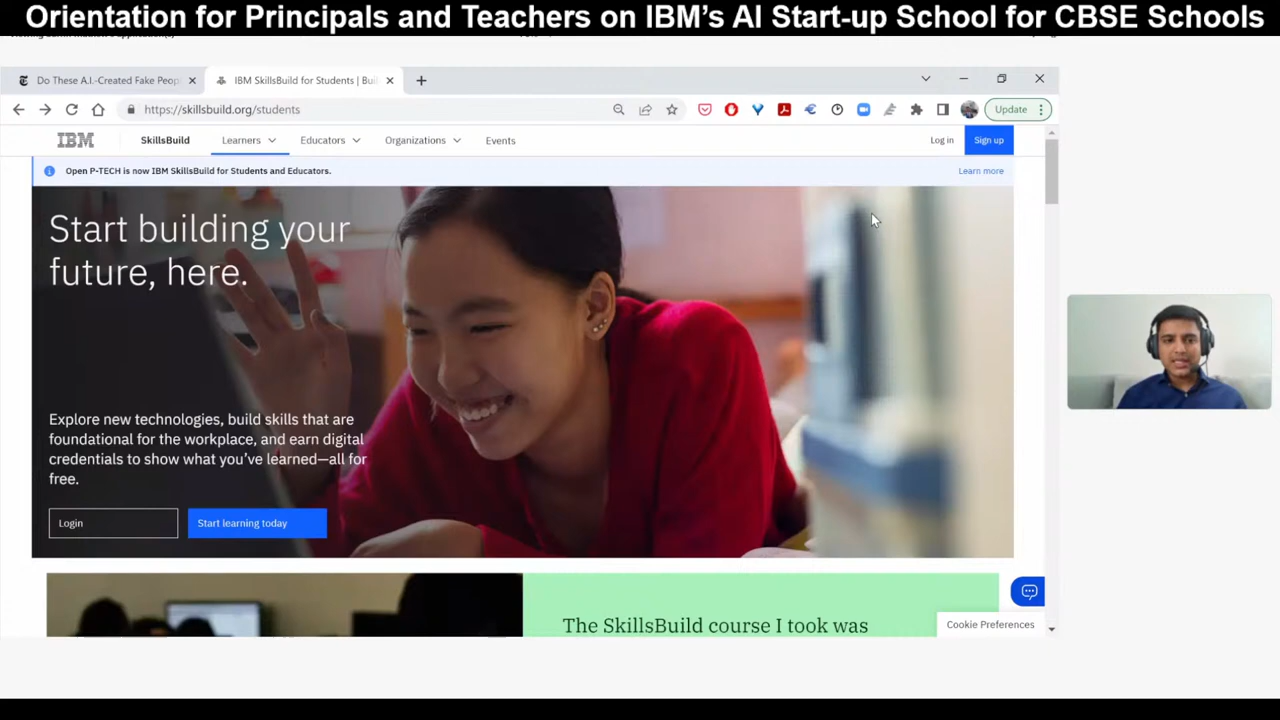 Orientation for Principals and Teachers on IBM's AI Start-up School for CBSE Schools
Do These A.I.-Created Fake Peop
IBM SkillsBuild for Students | Bui
https://skillsbuild.org/students
Update
IBM
SkillsBuild
Learners
Educators
Organizations
Events
Log in
Sign up
Open P-TECH is now IBM SkillsBuild for Students and Educators.
Learn more
Start building your
future, here.
Explore new technologies, build skills that are
foundational for the workplace, and earn digital
credentials to show what you've learned—all for
free.
Login
Start learning today
The SkillsBuild course I took was
Cookie Preferences